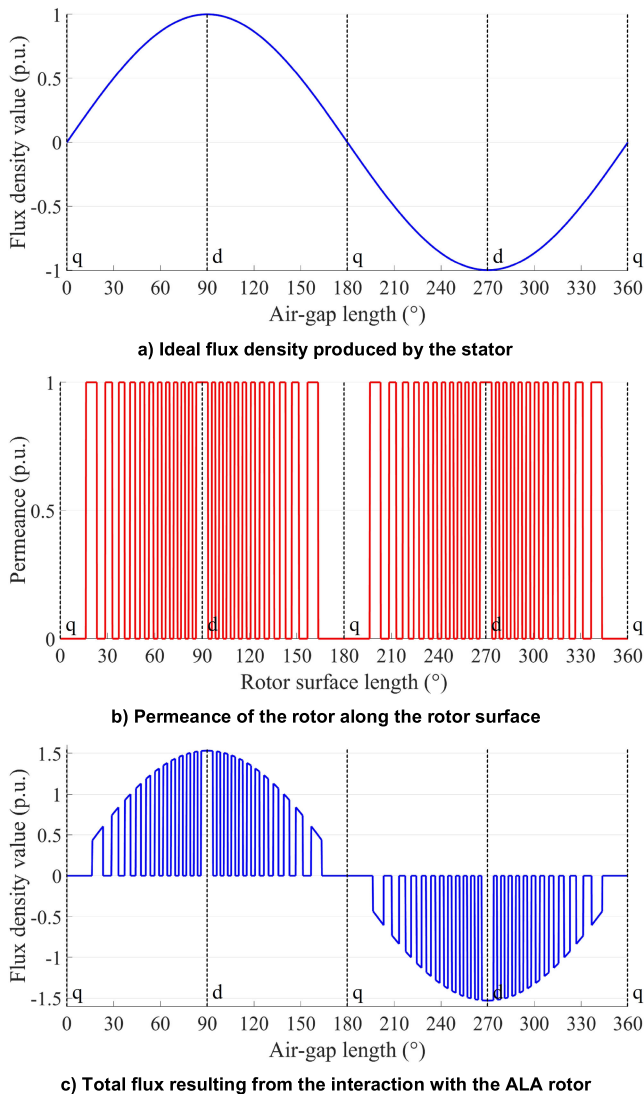 Flux density value (p.u.)
1
0.5
0
-0.5
-1
q
d
q
d
q
0 30 60 90 120 150 180 210 240 270 300 330 360
Air-gap length (°)
a) Ideal flux density produced by the stator
Permeance (p.u.)
1
0.5
0
q
d
q
d
q
0 30 60 90 120 150 180 210 240 270 300 330 360
Rotor surface length (°)
b) Permeance of the rotor along the rotor surface
Flux density value (p.u.)
1.5
1
0.5
0
-0.5
-1
-1.5
q
d
q
d
q
0 30 60 90 120 150 180 210 240 270 300 330 360
Air-gap length (°)
c) Total flux resulting from the interaction with the ALA rotor